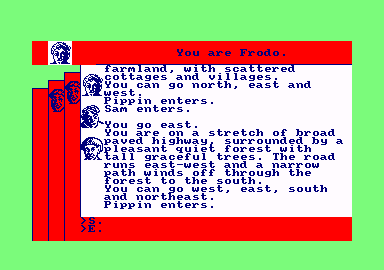 You are Frodo.
farmland, with scattered
cottages and villages.
You can go north, east and
west.
Pippin enters.
Sam enters.
You go east.
You are on a stretch of broad
paved highway, surrounded by a
pleasant quiet forest with
tall graceful trees. The road
runs east-west and a narrow
path winds off through the
forest to the south.
You can go west, east, south
and northeast.
Pippin enters.
>S.
>E.